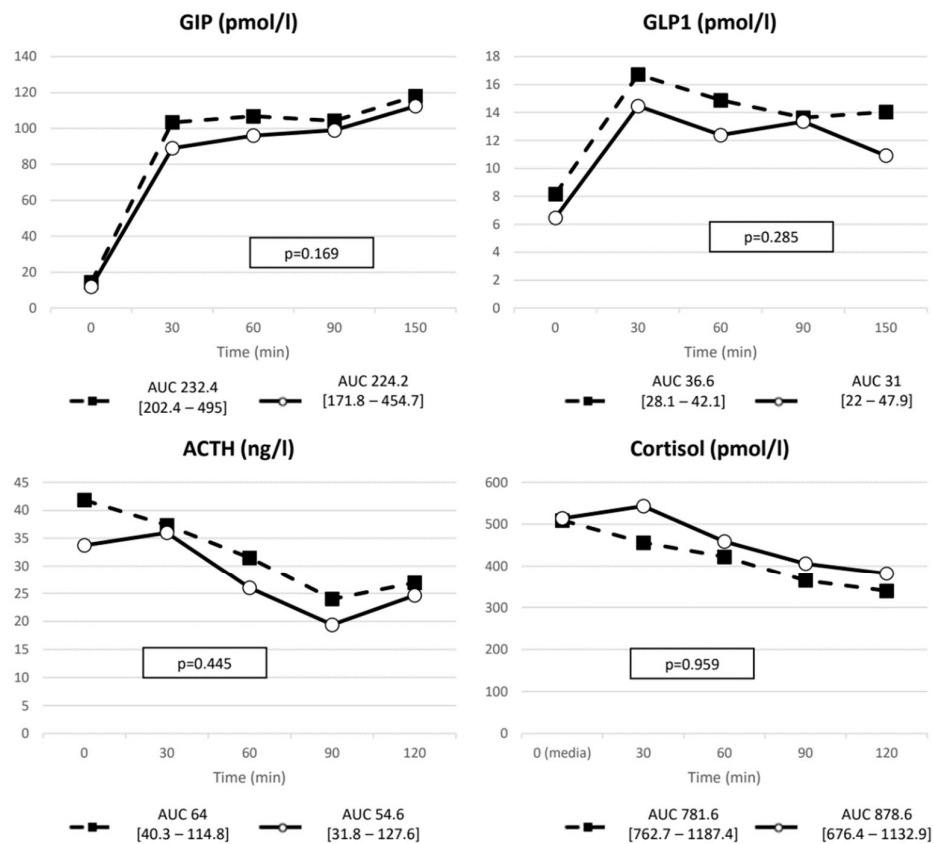 GIP (pmol/l)
140
120
100
80
60
40
20
0
p=0.169
0 30 60 90 150
Time (min)
AUC 232.4
[202.4 – 495]
AUC 224.2
[171.8 – 454.7]
GLP1 (pmol/l)
18
16
14
12
10
8
6
4
2
0
p=0.285
0 30 60 90 150
Time (min)
AUC 36.6
[28.1 – 42.1]
AUC 31
[22 – 47.9]
ACTH (ng/l)
45
40
35
30
25
20
15
10
5
0
p=0.445
0 30 60 90 120
Time (min)
AUC 64
[40.3 – 114.8]
AUC 54.6
[31.8 – 127.6]
Cortisol (pmol/l)
600
500
400
300
200
100
0
p=0.959
0 (media) 30 60 90 120
Time (min)
AUC 781.6
[762.7 – 1187.4]
AUC 878.6
[676.4 – 1132.9]